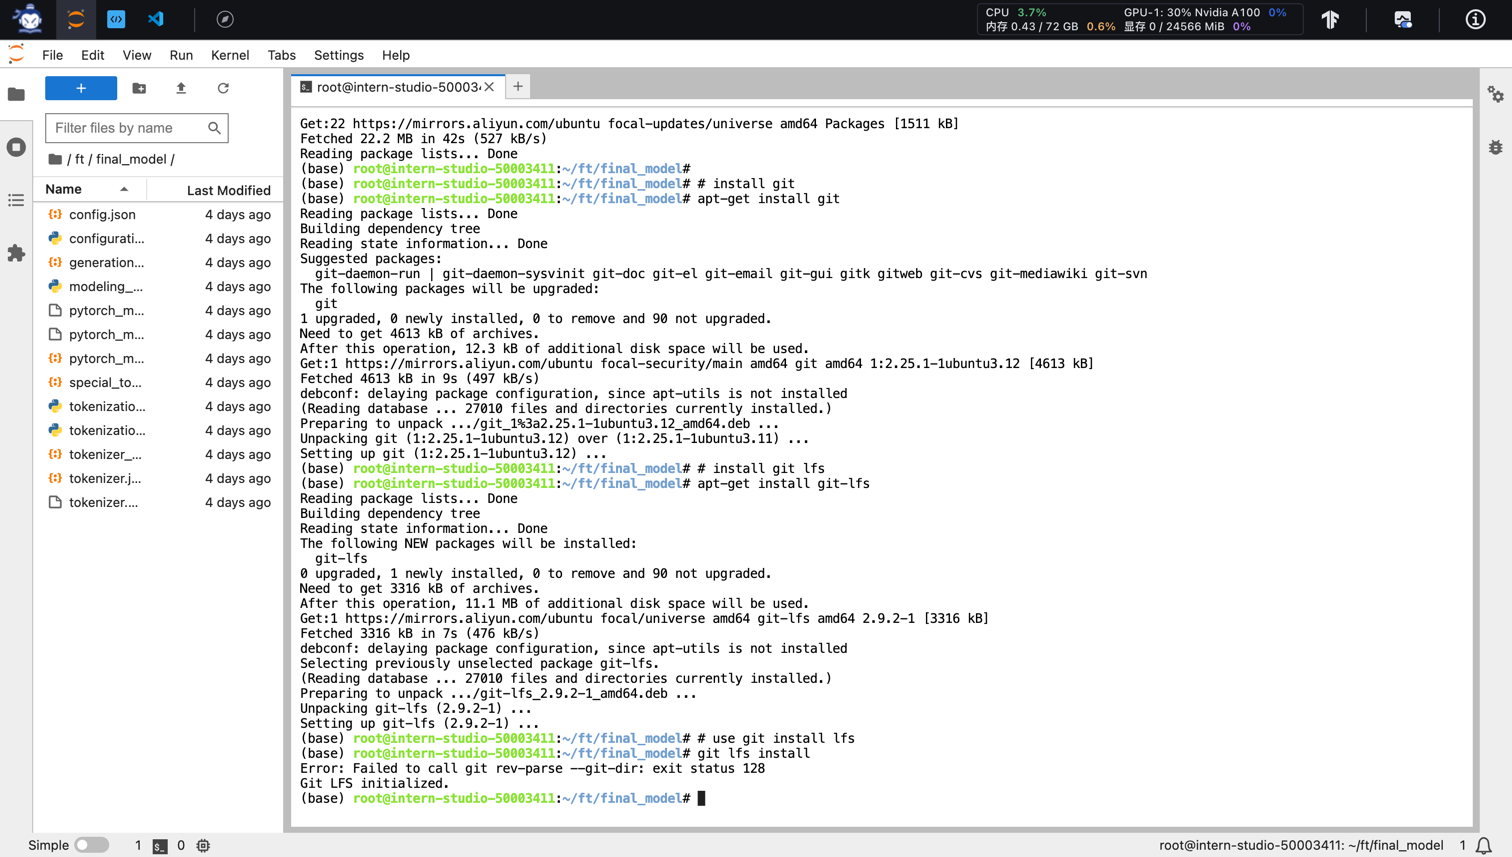 CPU 3.7% GPU-1: 30% Nvidia A100 0%
内存 0.43 / 72 GB 0.6% 显存 0 / 24566 MiB 0%
File Edit View Run Kernel Tabs Settings Help
+
root@intern-studio-50003 +
Filter files by name
/ ft / final_model /
Name Last Modified
config.json 4 days ago
configurati... 4 days ago
generation... 4 days ago
modeling_... 4 days ago
pytorch_m... 4 days ago
pytorch_m... 4 days ago
pytorch_m... 4 days ago
special_to... 4 days ago
tokenizatio... 4 days ago
tokenizatio... 4 days ago
tokenizer_... 4 days ago
tokenizer.j... 4 days ago
tokenizer.... 4 days ago
Get:22 https://mirrors.aliyun.com/ubuntu focal-updates/universe amd64 Packages [1511 kB]
Fetched 22.2 MB in 42s (527 kB/s)
Reading package lists... Done
(base) root@intern-studio-50003411:~/ft/final_model#
(base) root@intern-studio-50003411:~/ft/final_model# # install git
(base) root@intern-studio-50003411:~/ft/final_model# apt-get install git
Reading package lists... Done
Building dependency tree
Reading state information... Done
Suggested packages:
  git-daemon-run | git-daemon-sysvinit git-doc git-el git-email git-gui gitk gitweb git-cvs git-mediawiki git-svn
The following packages will be upgraded:
  git
1 upgraded, 0 newly installed, 0 to remove and 90 not upgraded.
Need to get 4613 kB of archives.
After this operation, 12.3 kB of additional disk space will be used.
Get:1 https://mirrors.aliyun.com/ubuntu focal-security/main amd64 git amd64 1:2.25.1-1ubuntu3.12 [4613 kB]
Fetched 4613 kB in 9s (497 kB/s)
debconf: delaying package configuration, since apt-utils is not installed
(Reading database ... 27010 files and directories currently installed.)
Preparing to unpack .../git_1%3a2.25.1-1ubuntu3.12_amd64.deb ...
Unpacking git (1:2.25.1-1ubuntu3.12) over (1:2.25.1-1ubuntu3.11) ...
Setting up git (1:2.25.1-1ubuntu3.12) ...
(base) root@intern-studio-50003411:~/ft/final_model# # install git lfs
(base) root@intern-studio-50003411:~/ft/final_model# apt-get install git-lfs
Reading package lists... Done
Building dependency tree
Reading state information... Done
The following NEW packages will be installed:
  git-lfs
0 upgraded, 1 newly installed, 0 to remove and 90 not upgraded.
Need to get 3316 kB of archives.
After this operation, 11.1 MB of additional disk space will be used.
Get:1 https://mirrors.aliyun.com/ubuntu focal/universe amd64 git-lfs amd64 2.9.2-1 [3316 kB]
Fetched 3316 kB in 7s (476 kB/s)
debconf: delaying package configuration, since apt-utils is not installed
Selecting previously unselected package git-lfs.
(Reading database ... 27010 files and directories currently installed.)
Preparing to unpack .../git-lfs_2.9.2-1_amd64.deb ...
Unpacking git-lfs (2.9.2-1) ...
Setting up git-lfs (2.9.2-1) ...
(base) root@intern-studio-50003411:~/ft/final_model# # use git install lfs
(base) root@intern-studio-50003411:~/ft/final_model# git lfs install
Error: Failed to call git rev-parse --git-dir: exit status 128
Git LFS initialized.
(base) root@intern-studio-50003411:~/ft/final_model#
Simple 1 0 root@intern-studio-50003411: ~/ft/final_model 1